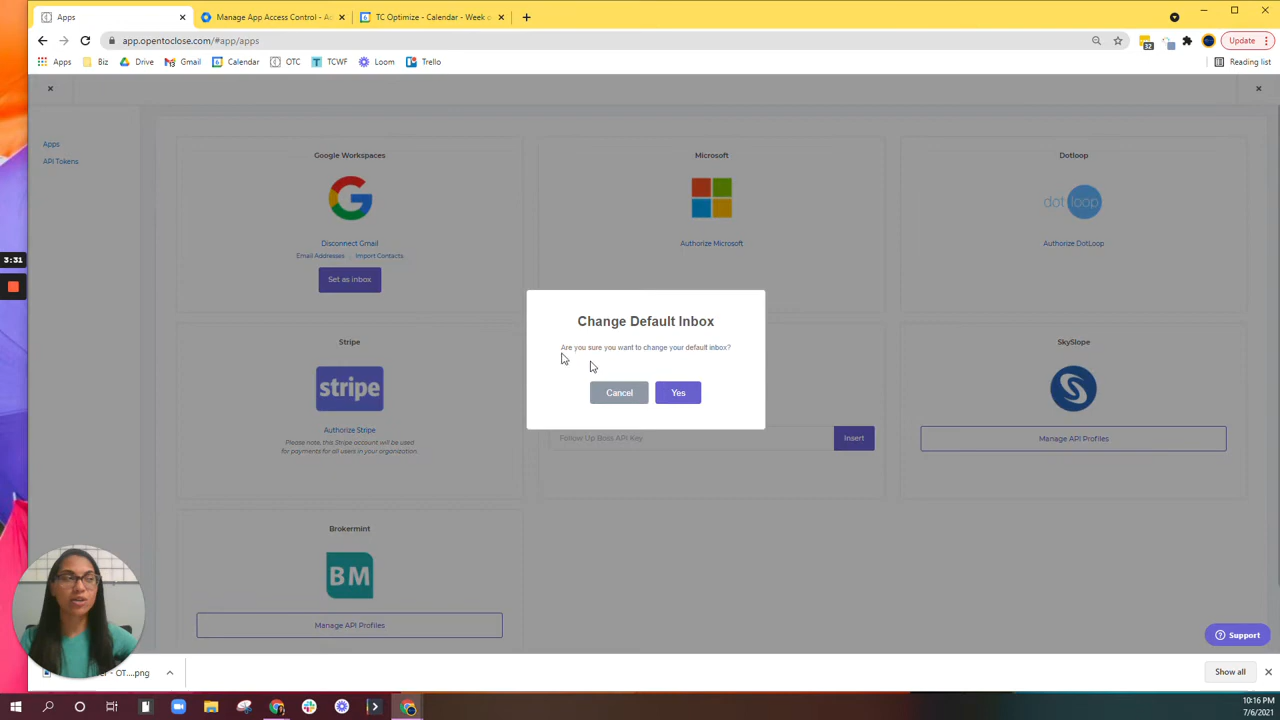 Apps
Manage App Access Control - Ac
TC Optimize - Calendar - Week o
app.opentoclose.com/#app/apps
32
Update
Apps
Biz
Drive
Gmail
Calendar
OTC
TCWF
Loom
Trello
Reading list
Apps
API Tokens
Google Workspaces
Disconnect Gmail
Email Addresses
Import Contacts
Set as inbox
Microsoft
Authorize Microsoft
Dotloop
dot loop
Authorize DotLoop
3:31
Change Default Inbox
Are you sure you want to change your default inbox?
Cancel
Yes
Stripe
stripe
Authorize Stripe
Please note, this Stripe account will be used
for payments for all users in your organization.
Follow Up Boss API Key
Insert
SkySlope
Manage API Profiles
Brokermint
BM
Manage API Profiles
Support
OT....png
Show all
10:16 PM
7/6/2021